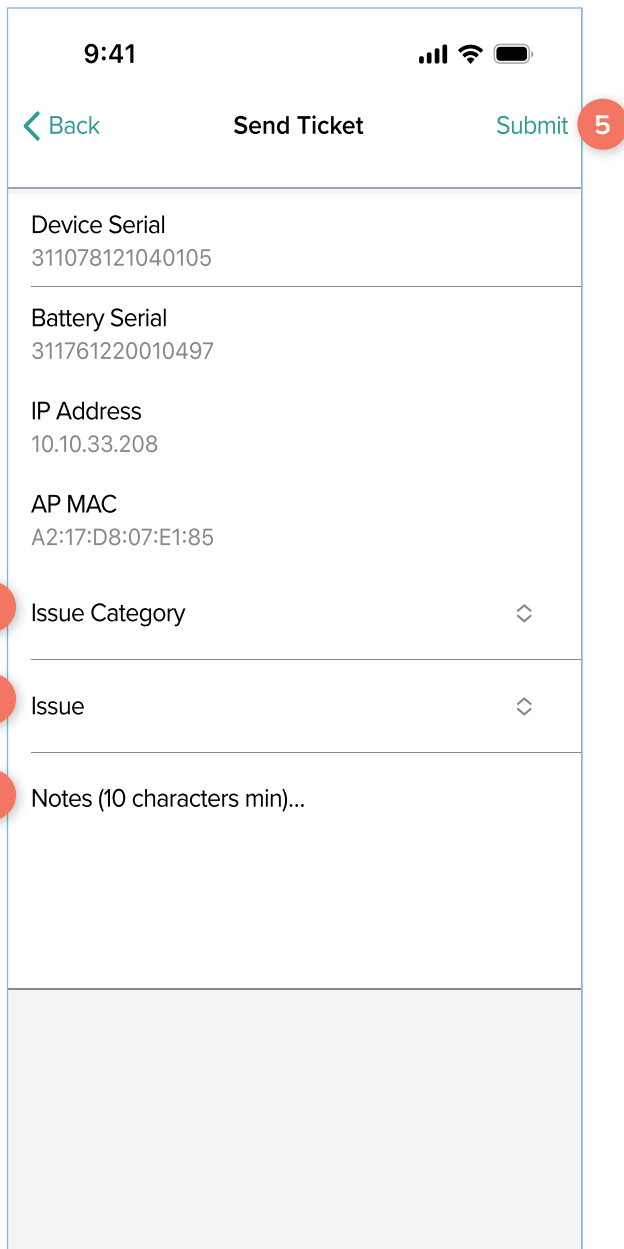 9:41
Back Send Ticket Submit 5
Device Serial
311078121040105
Battery Serial
311761220010497
IP Address
10.10.33.208
AP MAC
A2:17:D8:07:E1:85
Issue Category
Issue
Notes (10 characters min)...